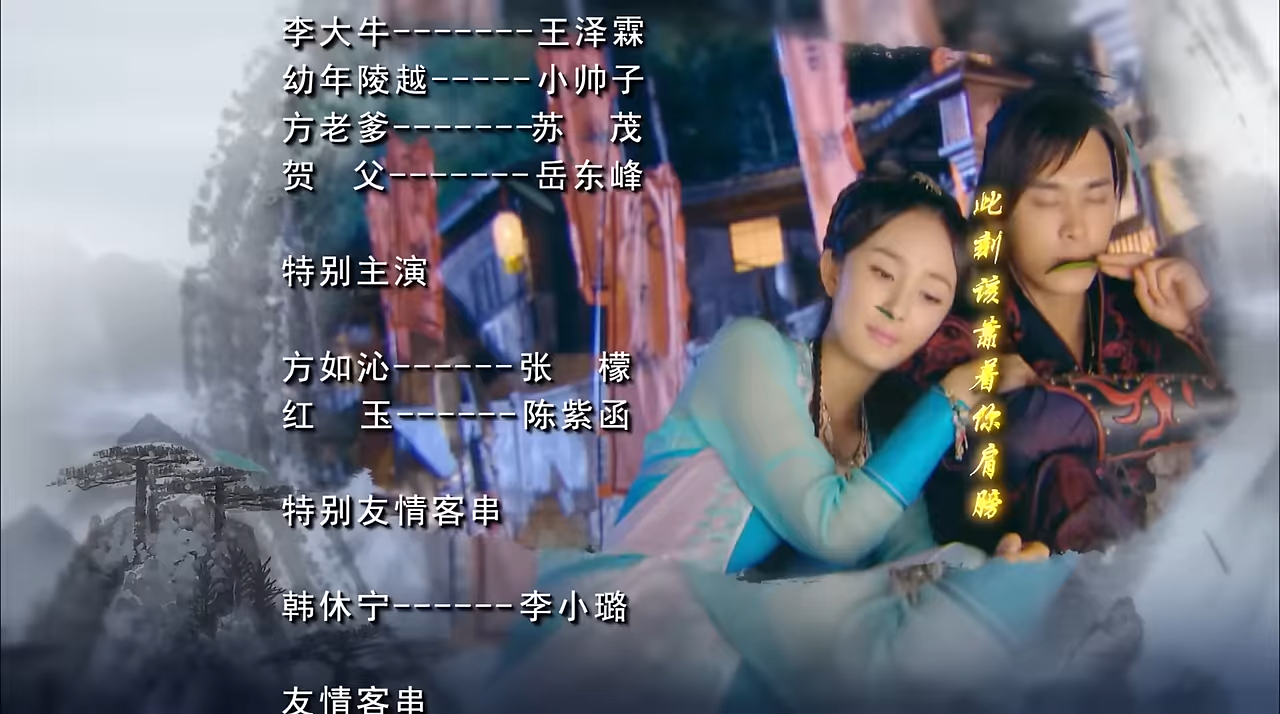 李大牛-------王泽霖
幼年陵越-----小帅子
方老爹-------苏　茂
贺　父-------岳东峰
特别主演
方如沁------张　檬
红　玉------陈紫函
特别友情客串
韩休宁------李小璐
友情客串
此刻该萧着你肩膀